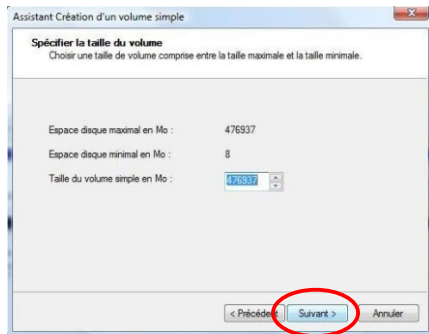 Assistant Création d'un volume simple
Spécifier la taille du volume
Choisir une taille de volume comprise entre la taille maximale et la taille minimale.
Espace disque maximal en Mo : 476937
Espace disque minimal en Mo : 8
Taille du volume simple en Mo : 476937
< Précédent Suivant > Annuler